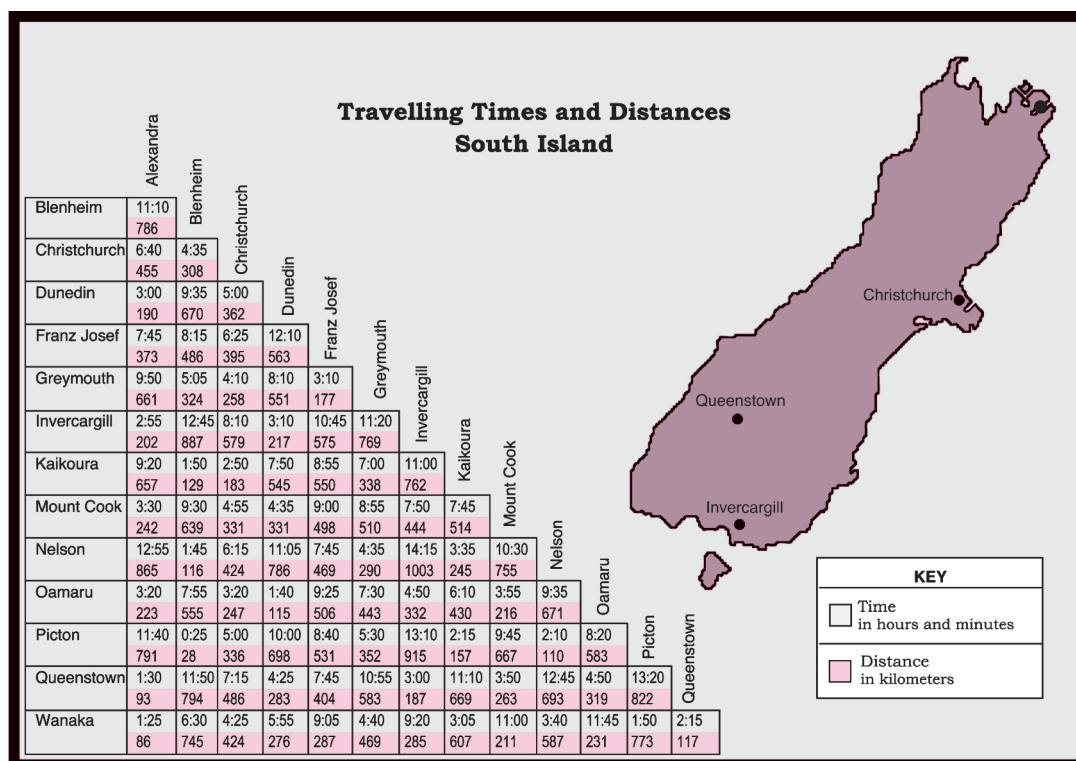 Travelling Times and Distances
South Island
Alexandra
Blenheim
Christchurch
Dunedin
Franz Josef
Greymouth
Invercargill
Kaikoura
Mount Cook
Nelson
Oamaru
Picton
Queenstown
Blenheim 11:10
786
Christchurch 6:40 4:35
455 308
Dunedin 3:00 9:35 5:00
190 670 362
Franz Josef 7:45 8:15 6:25 12:10
373 486 395 563
Greymouth 9:50 5:05 4:10 8:10 3:10
661 324 258 551 177
Invercargill 2:55 12:45 8:10 3:10 10:45 11:20
202 887 579 217 575 769
Kaikoura 9:20 1:50 2:50 7:50 8:55 7:00 11:00
657 129 183 545 550 338 762
Mount Cook 3:30 9:30 4:55 4:35 9:00 8:55 7:50 7:45
242 639 331 331 498 510 444 514
Nelson 12:55 1:45 6:15 11:05 7:45 4:35 14:15 3:35 10:30
865 116 424 786 469 290 1003 245 755
Oamaru 3:20 7:55 3:20 1:40 9:25 7:30 4:50 6:10 3:55 9:35
223 555 247 115 506 443 332 430 216 671
Picton 11:40 0:25 5:00 10:00 8:40 5:30 13:10 2:15 9:45 2:10 8:20
791 28 336 698 531 352 915 157 667 110 583
Queenstown 1:30 11:50 7:15 4:25 7:45 10:55 3:00 11:10 3:50 12:45 4:50 13:20
93 794 486 283 404 583 187 669 263 693 319 822
Wanaka 1:25 6:30 4:25 5:55 9:05 4:40 9:20 3:05 11:00 3:40 11:45 1:50 2:15
86 745 424 276 287 469 285 607 211 587 231 773 117
Christchurch
Queenstown
Invercargill
KEY
Time
in hours and minutes
Distance
in kilometers